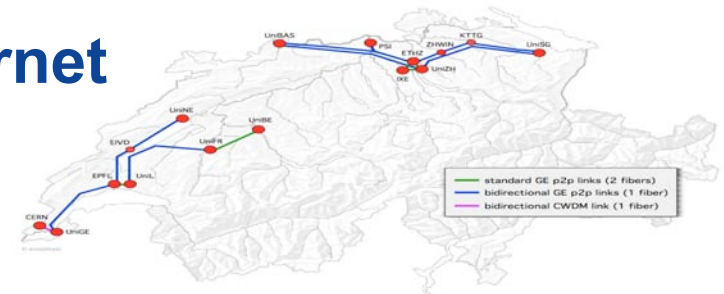 rnet
UniBAS
PSI
ETHZ
ZHWIN
KTTG
UniSG
IXE
UniZH
UniNE
UniBE
EIVD
UniFR
EPFL
UniL
CERN
UniGE
standard GE p2p links (2 fibers)
bidirectional GE p2p links (1 fiber)
bidirectional CWDM link (1 fiber)